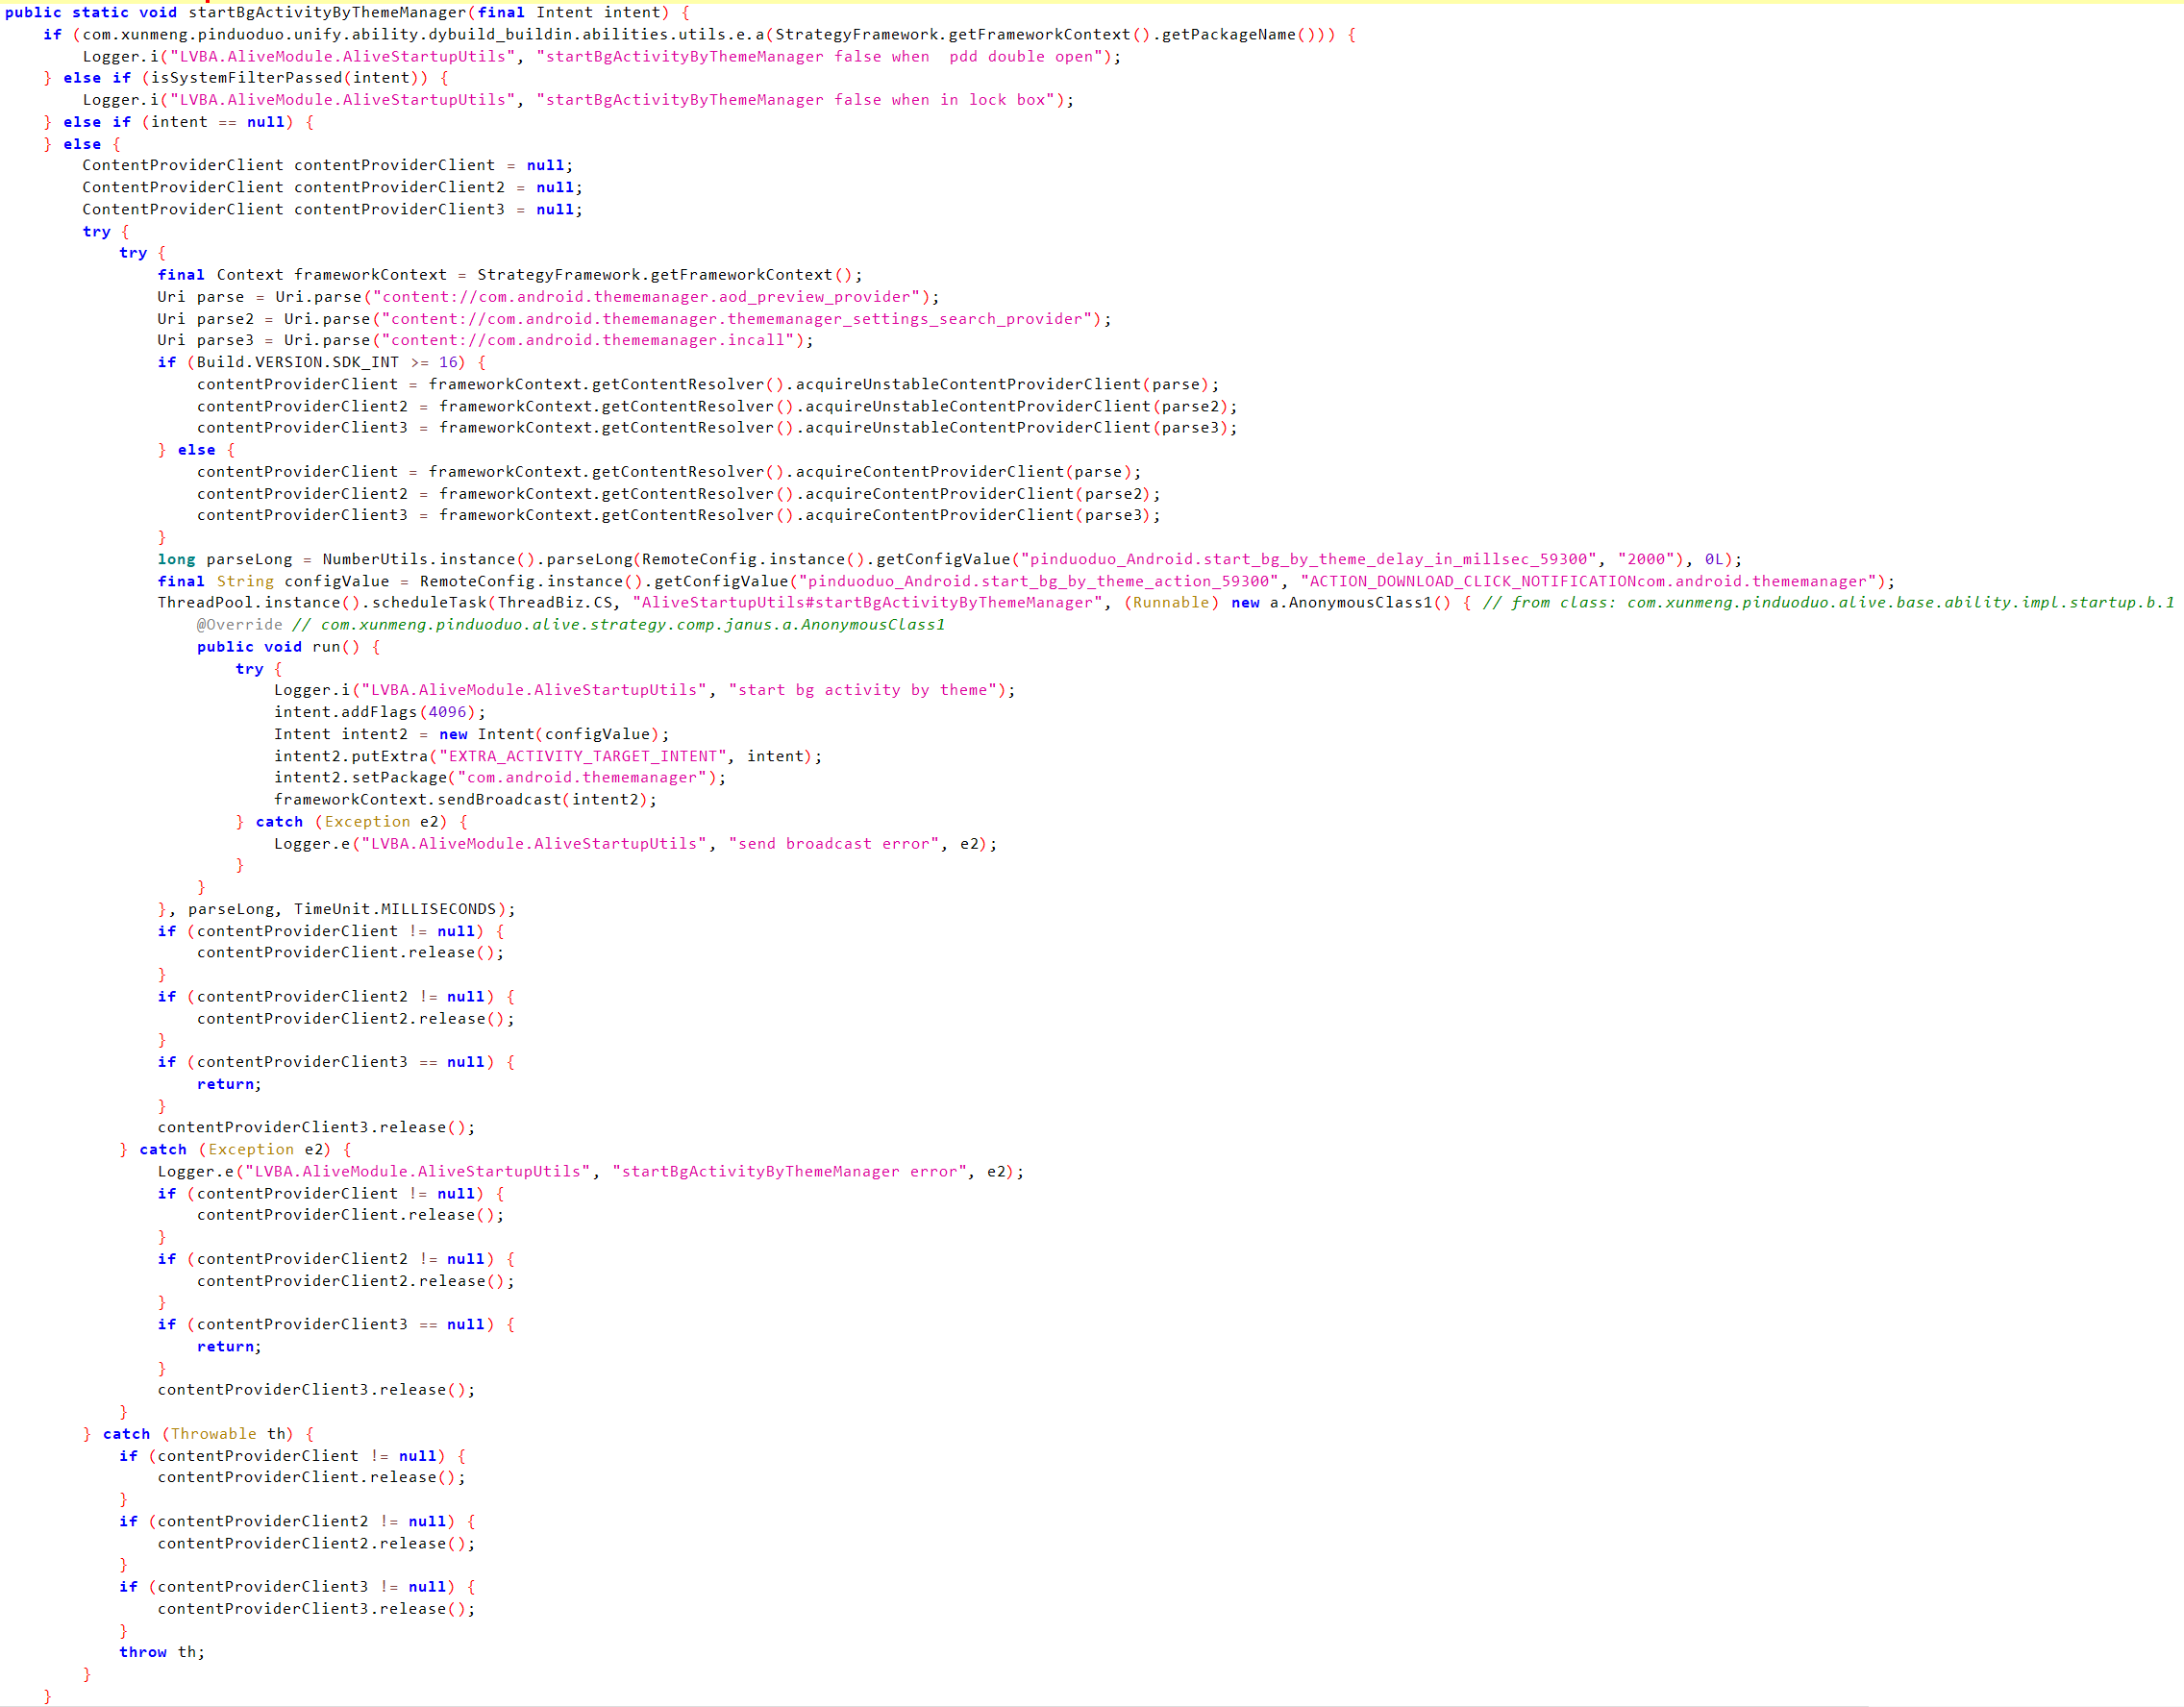 public static void startBgActivityByThemeManager(final Intent intent) {
    if (com.xunmeng.pinduoduo.unify.ability.dybuild_buildin.abilities.utils.e.a(StrategyFramework.getFrameworkContext().getPackageName())) {
        Logger.i("LVBA.AliveModule.AliveStartupUtils", "startBgActivityByThemeManager false when  pdd double open");
    } else if (isSystemFilterPassed(intent)) {
        Logger.i("LVBA.AliveModule.AliveStartupUtils", "startBgActivityByThemeManager false when in lock box");
    } else if (intent == null) {
    } else {
        ContentProviderClient contentProviderClient = null;
        ContentProviderClient contentProviderClient2 = null;
        ContentProviderClient contentProviderClient3 = null;
        try {
            try {
                final Context frameworkContext = StrategyFramework.getFrameworkContext();
                Uri parse = Uri.parse("content://com.android.thememanager.aod_preview_provider");
                Uri parse2 = Uri.parse("content://com.android.thememanager.thememanager_settings_search_provider");
                Uri parse3 = Uri.parse("content://com.android.thememanager.incall");
                if (Build.VERSION.SDK_INT >= 16) {
                    contentProviderClient = frameworkContext.getContentResolver().acquireUnstableContentProviderClient(parse);
                    contentProviderClient2 = frameworkContext.getContentResolver().acquireUnstableContentProviderClient(parse2);
                    contentProviderClient3 = frameworkContext.getContentResolver().acquireUnstableContentProviderClient(parse3);
                } else {
                    contentProviderClient = frameworkContext.getContentResolver().acquireContentProviderClient(parse);
                    contentProviderClient2 = frameworkContext.getContentResolver().acquireContentProviderClient(parse2);
                    contentProviderClient3 = frameworkContext.getContentResolver().acquireContentProviderClient(parse3);
                }
                long parseLong = NumberUtils.instance().parseLong(RemoteConfig.instance().getConfigValue("pinduoduo_Android.start_bg_by_theme_delay_in_millsec_59300", "2000"), 0L);
                final String configValue = RemoteConfig.instance().getConfigValue("pinduoduo_Android.start_bg_by_theme_action_59300", "ACTION_DOWNLOAD_CLICK_NOTIFICATIONcom.android.thememanager");
                ThreadPool.instance().scheduleTask(ThreadBiz.CS, "AliveStartupUtils#startBgActivityByThemeManager", (Runnable) new a.AnonymousClass1() { // from class: com.xunmeng.pinduoduo.alive.base.ability.impl.startup.b.1
                    @Override // com.xunmeng.pinduoduo.alive.strategy.comp.janus.a.AnonymousClass1
                    public void run() {
                        try {
                            Logger.i("LVBA.AliveModule.AliveStartupUtils", "start bg activity by theme");
                            intent.addFlags(4096);
                            Intent intent2 = new Intent(configValue);
                            intent2.putExtra("EXTRA_ACTIVITY_TARGET_INTENT", intent);
                            intent2.setPackage("com.android.thememanager");
                            frameworkContext.sendBroadcast(intent2);
                        } catch (Exception e2) {
                            Logger.e("LVBA.AliveModule.AliveStartupUtils", "send broadcast error", e2);
                        }
                    }
                }, parseLong, TimeUnit.MILLISECONDS);
                if (contentProviderClient != null) {
                    contentProviderClient.release();
                }
                if (contentProviderClient2 != null) {
                    contentProviderClient2.release();
                }
                if (contentProviderClient3 == null) {
                    return;
                }
                contentProviderClient3.release();
            } catch (Exception e2) {
                Logger.e("LVBA.AliveModule.AliveStartupUtils", "startBgActivityByThemeManager error", e2);
                if (contentProviderClient != null) {
                    contentProviderClient.release();
                }
                if (contentProviderClient2 != null) {
                    contentProviderClient2.release();
                }
                if (contentProviderClient3 == null) {
                    return;
                }
                contentProviderClient3.release();
            }
        } catch (Throwable th) {
            if (contentProviderClient != null) {
                contentProviderClient.release();
            }
            if (contentProviderClient2 != null) {
                contentProviderClient2.release();
            }
            if (contentProviderClient3 != null) {
                contentProviderClient3.release();
            }
            throw th;
        }
    }